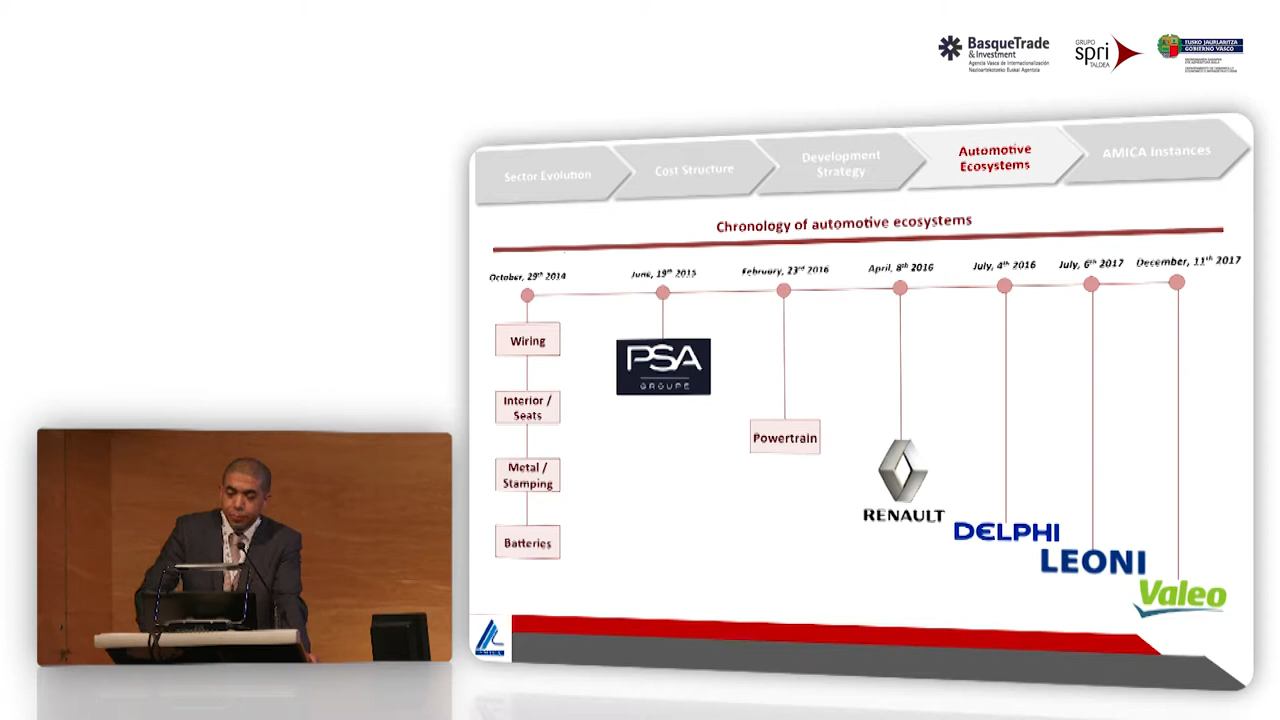 BasqueTrade
& Investment
Agencia Vasca de Internacionalización
Nazioartekotzeko Euskal Agentzia
GRUPO
spri
TALDEA
EUSKO JAURLARITZA
GOBIERNO VASCO
Sector Evolution
Cost Structure
Development
Strategy
Automotive
Ecosystems
AMICA Instances
Chronology of automotive ecosystems
October, 29th 2014
June, 19th 2015
February, 23rd 2016
April, 8th 2016
July, 4th 2016
July, 6th 2017
December, 11th 2017
Wiring
Interior /
Seats
Metal /
Stamping
Batteries
PSA
GROUPE
Powertrain
RENAULT
DELPHI
LEONI
Valeo
AMICA